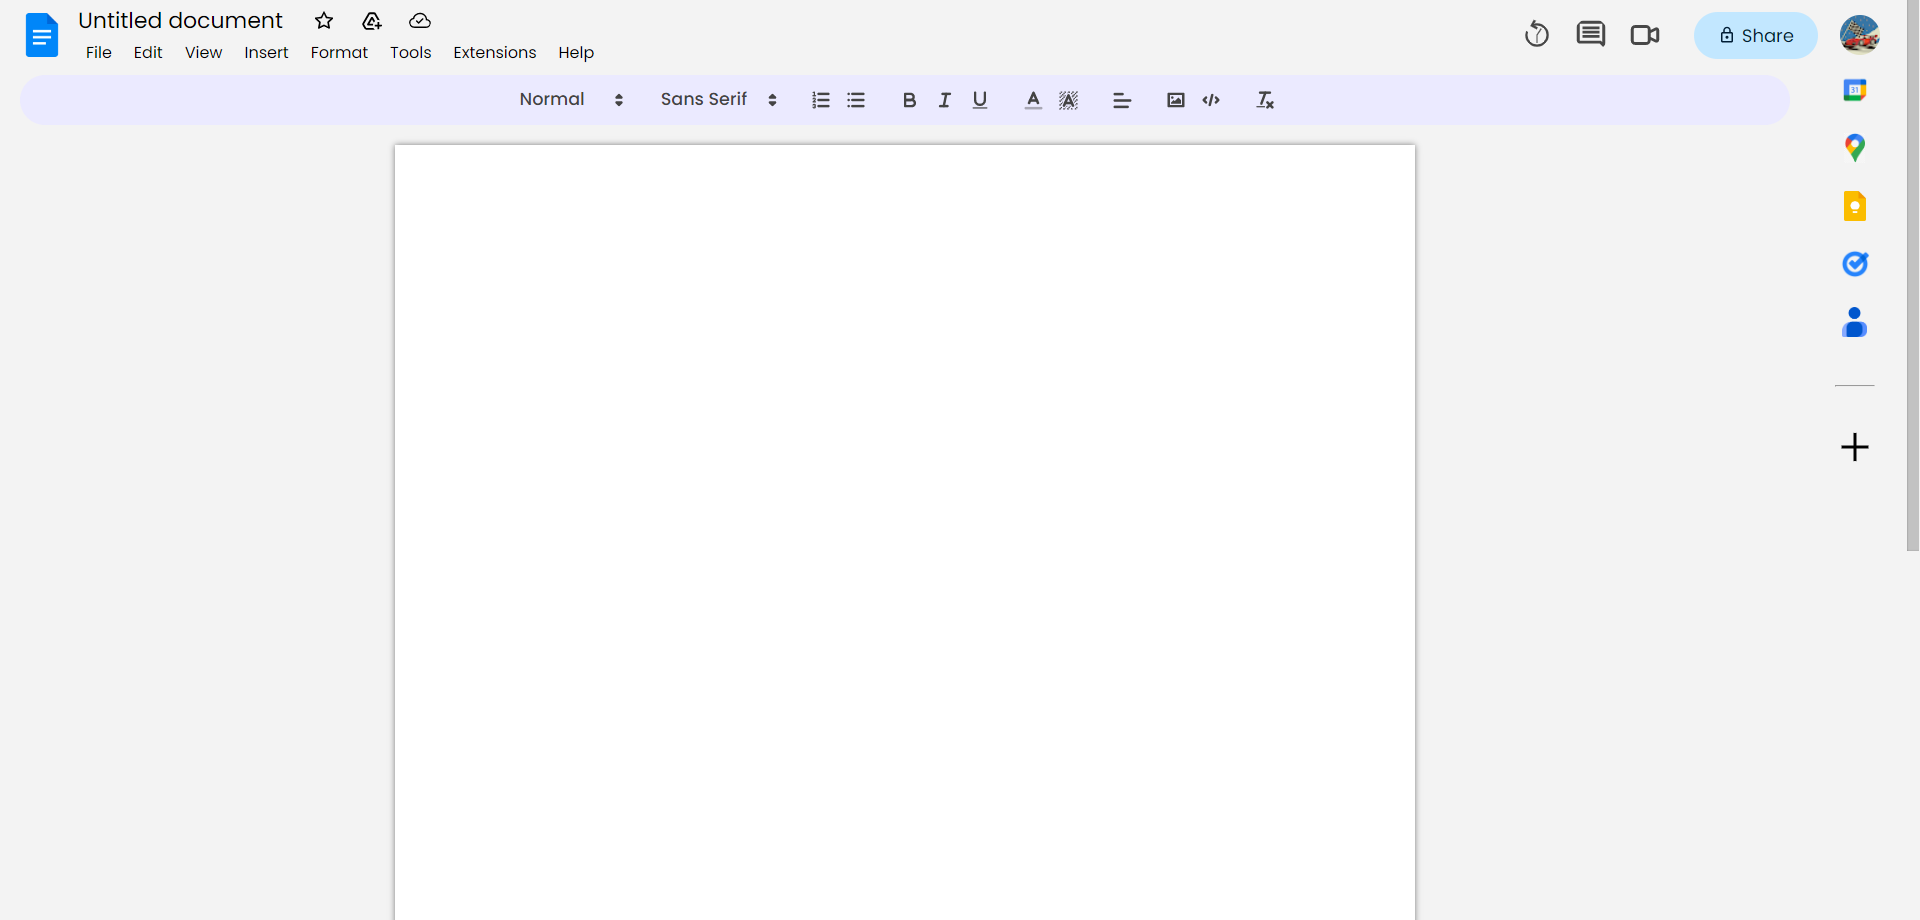 Untitled document
File Edit View Insert Format Tools Extensions Help
Share
Normal Sans Serif
31